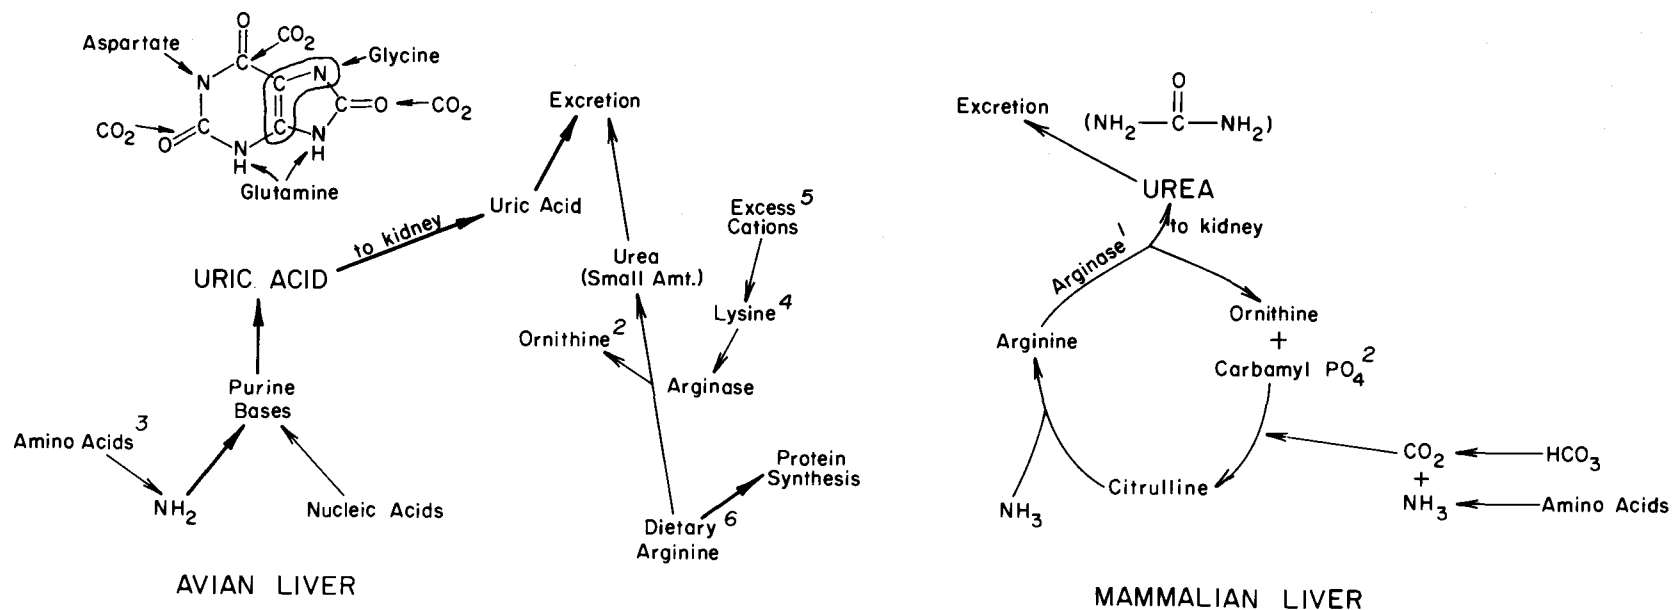 O
CO2
Aspartate
Glycine
C
N
C
N
C=O
CO2
CO2
C
C
O
N
H
N
H
Glutamine
Excretion
Uric Acid
to kidney
URIC ACID
Purine
Bases
Amino Acids 3
NH2
Nucleic Acids
Excess 5
Cations
Urea
(Small Amt.)
Lysine 4
Ornithine 2
Arginase
Protein
Synthesis
Dietary 6
Arginine
AVIAN LIVER
O
Excretion
(NH2—C—NH2)
UREA
to kidney
Arginase 1
Ornithine
+
Arginine
Carbamyl PO4 2
CO2
HCO3
+
Citrulline
NH3
Amino Acids
NH3
MAMMALIAN LIVER